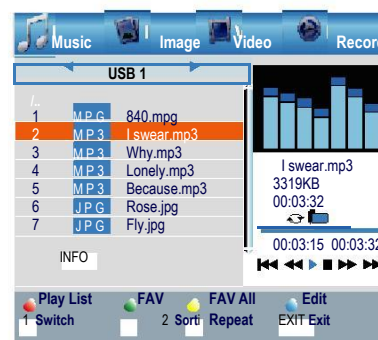 Music Image Video Recor
USB 1
/..
1 MPG 840.mpg
2 MP3 I swear.mp3
3 MP3 Why.mp3
4 MP3 Lonely.mp3
5 MP3 Because.mp3
6 JPG Rose.jpg
7 JPG Fly.jpg
I swear.mp3
3319KB
00:03:32
00:03:15 00:03:32
INFO
Play List FAV FAV All Edit
1 Switch 2 Sorti Repeat EXIT Exit